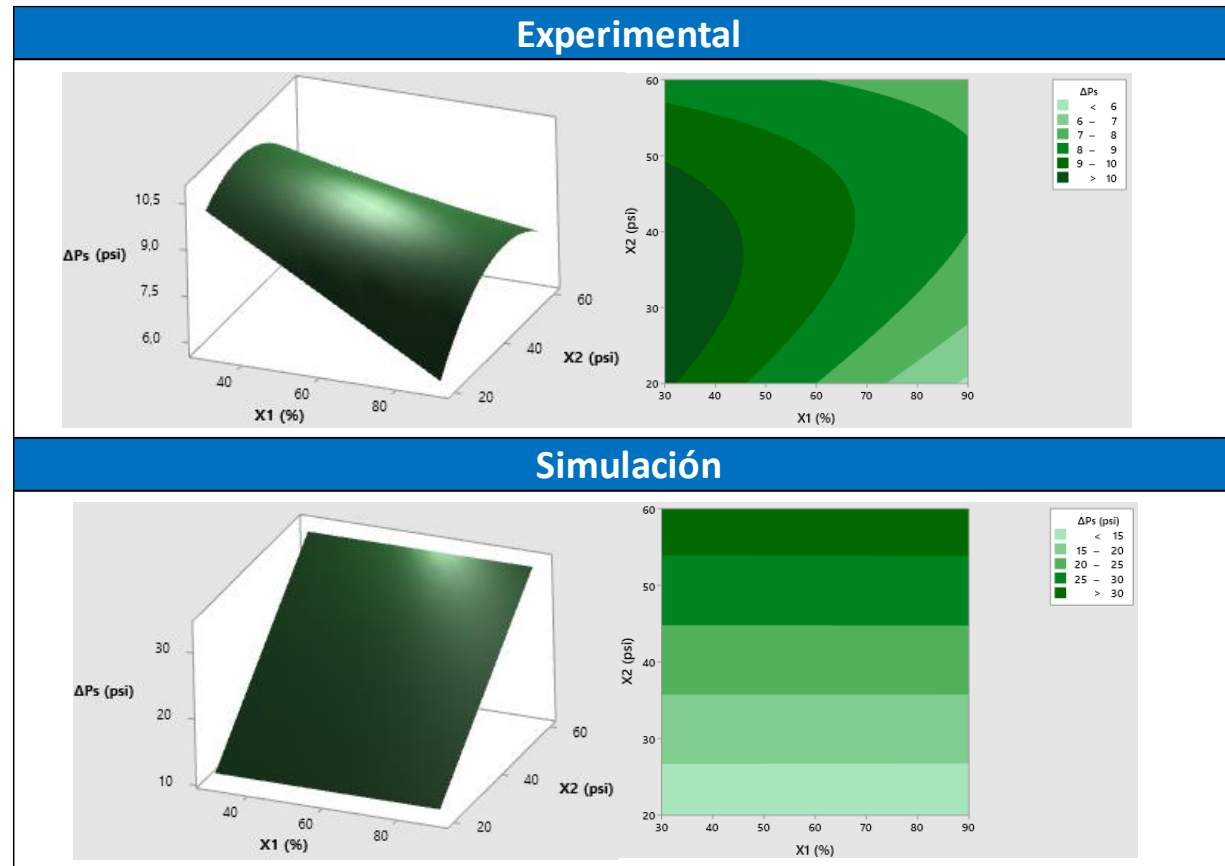 Experimental
10,5
9,0
7,5
6,0
ΔPs (psi)
40
60
80
X1 (%)
20
40
60
X2 (psi)
60
50
40
30
20
X2 (psi)
30 40 50 60 70 80 90
X1 (%)
ΔPs
< 6
6 – 7
7 – 8
8 – 9
9 – 10
> 10
Simulación
30
20
10
ΔPs (psi)
40
60
80
X1 (%)
20
40
60
X2 (psi)
60
50
40
30
20
X2 (psi)
30 40 50 60 70 80 90
X1 (%)
ΔPs (psi)
< 15
15 – 20
20 – 25
25 – 30
> 30